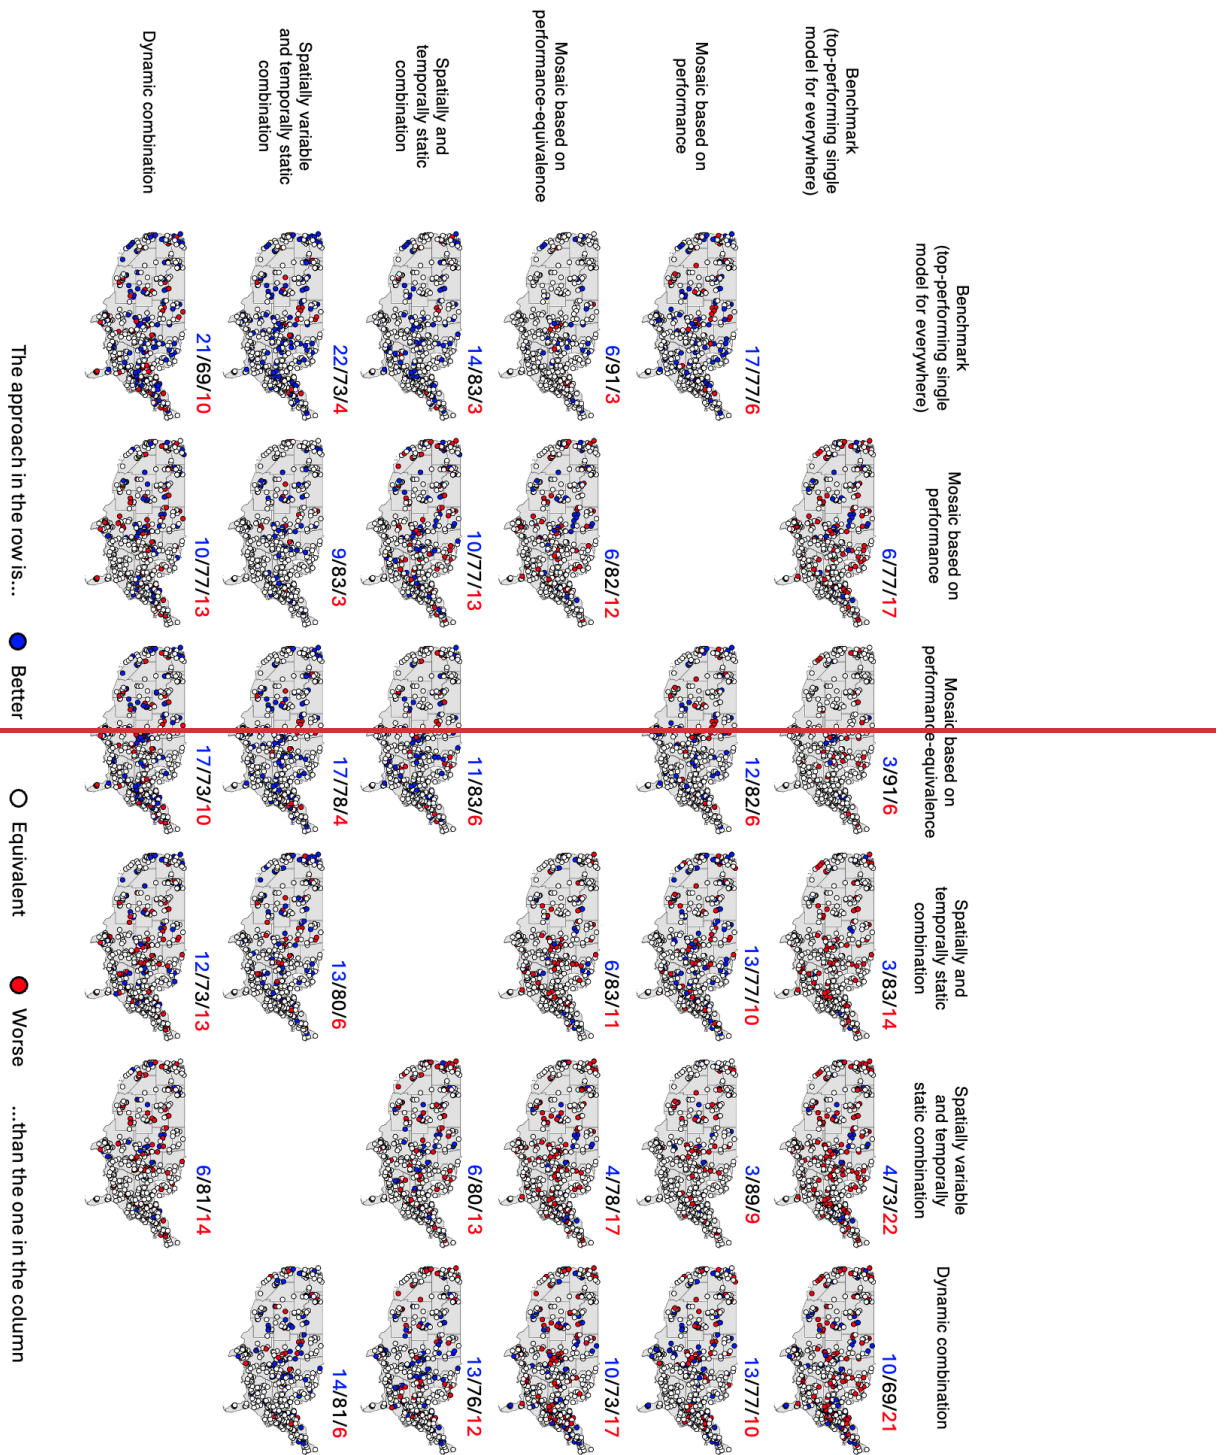 Benchmark
(top-performing single
model for everywhere)
Mosaic based on
performance
Mosaic based on
performance-equivalence
Spatially and
temporally static
combination
Spatially variable
and temporally
static combination
Dynamic combination
Benchmark
(top-performing single
model for everywhere)
6/77/17
3/91/6
3/83/14
4/73/22
10/69/21
Mosaic based on
performance
17/77/6
12/82/6
13/77/10
3/89/9
13/77/10
Mosaic based on
performance-equivalence
6/91/3
6/82/12
6/83/11
4/78/17
10/73/17
Spatially and
temporally static
combination
14/83/3
10/77/13
11/83/6
6/80/13
13/76/12
Spatially variable
and temporally static
combination
22/73/4
9/83/3
17/78/4
13/80/6
14/81/6
Dynamic combination
21/69/10
10/77/13
17/73/10
12/73/13
6/81/14
The approach in the row is... Better Equivalent Worse ...than the one in the column